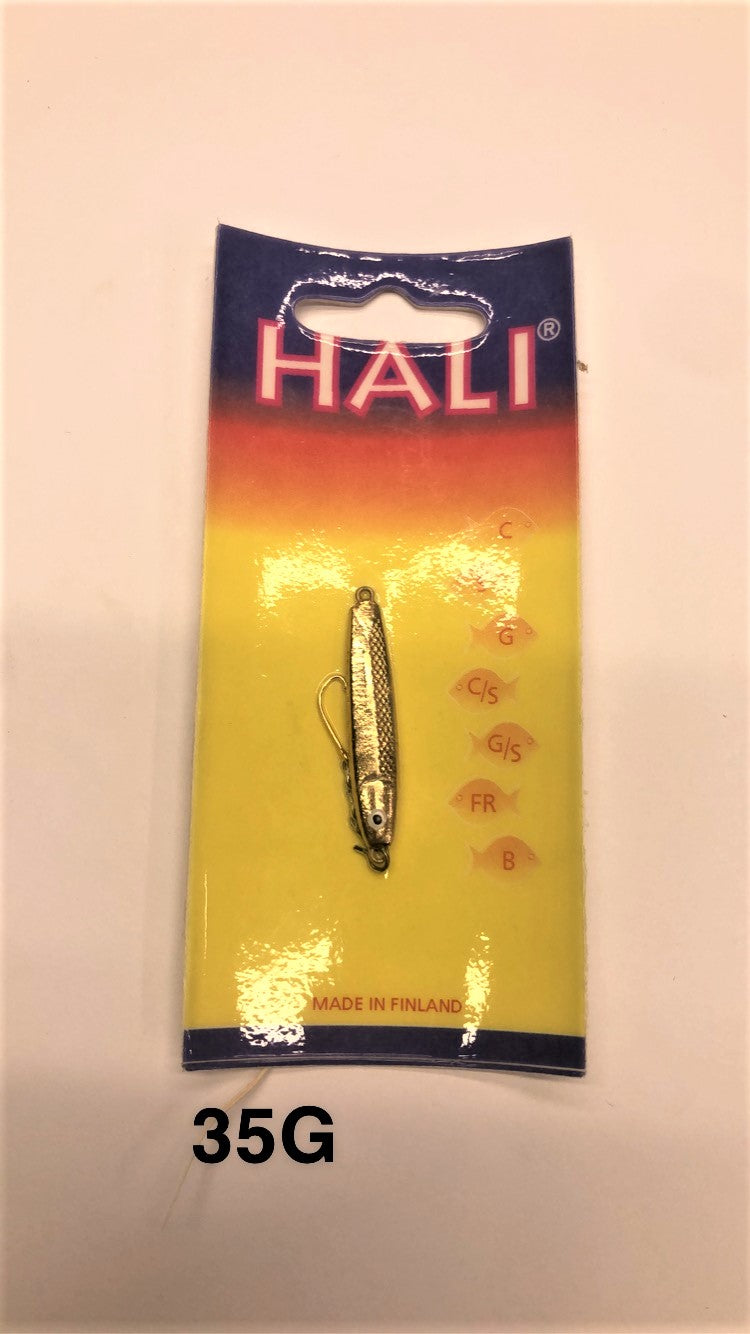 HALI®
C
G
C/S
G/S
FR
B
MADE IN FINLAND
35G